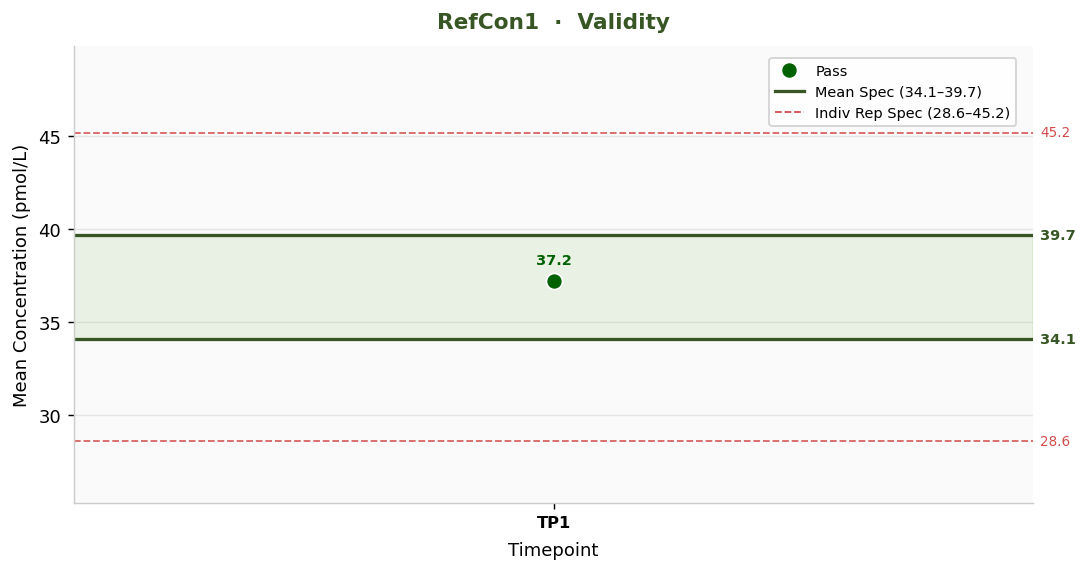 RefCon1 · Validity
Pass
Mean Spec (34.1–39.7)
Indiv Rep Spec (28.6–45.2)
Mean Concentration (pmol/L)
45
40
35
30
45.2
39.7
34.1
28.6
37.2
TP1
Timepoint